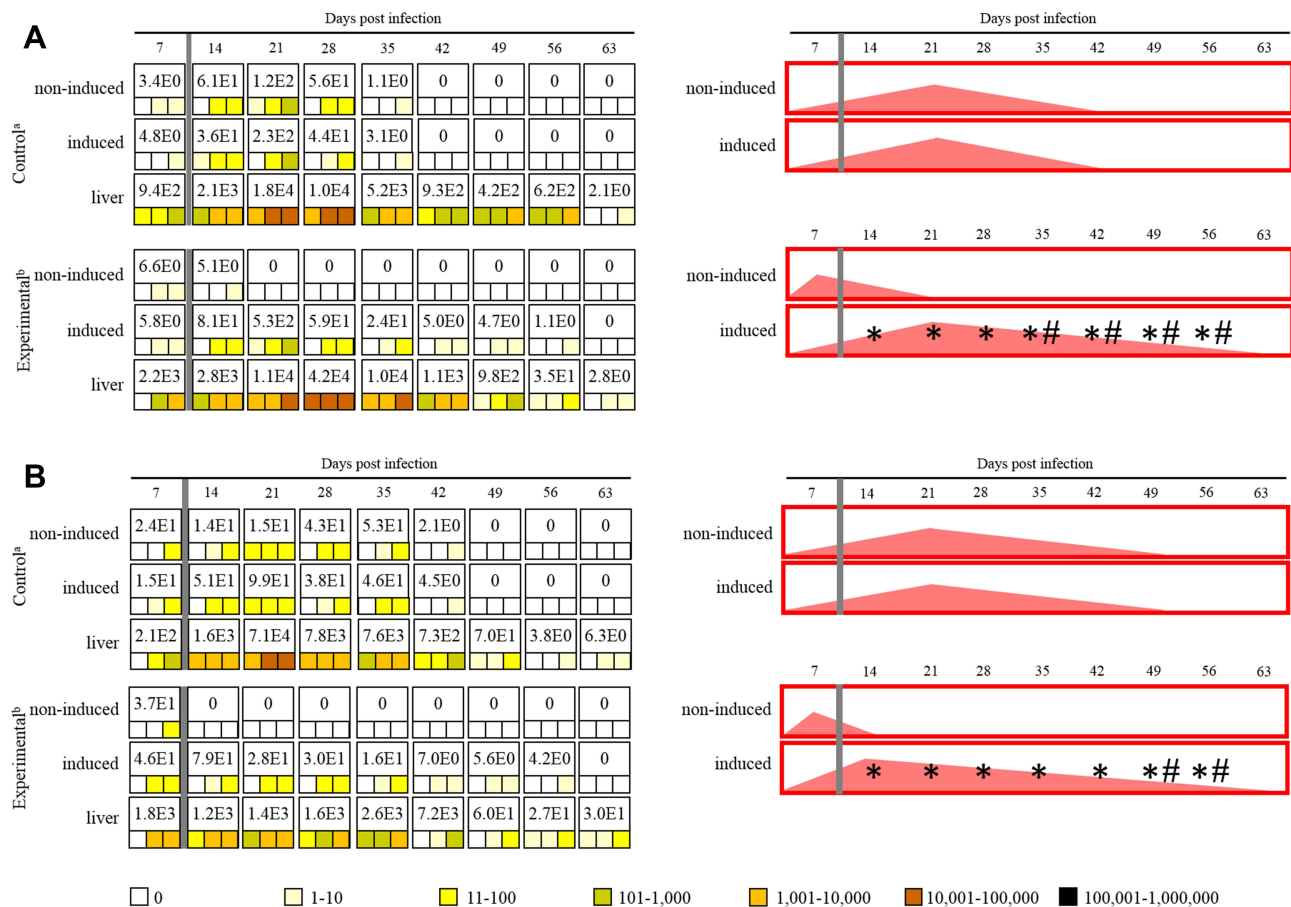 A
Days post infection
7 14 21 28 35 42 49 56 63
Controlᵃ
non-induced 3.4E0 6.1E1 1.2E2 5.6E1 1.1E0 0 0 0 0
induced 4.8E0 3.6E1 2.3E2 4.4E1 3.1E0 0 0 0 0
liver 9.4E2 2.1E3 1.8E4 1.0E4 5.2E3 9.3E2 4.2E2 6.2E2 2.1E0
Experimentalᵇ
non-induced 6.6E0 5.1E0 0 0 0 0 0 0 0
induced 5.8E0 8.1E1 5.3E2 5.9E1 2.4E1 5.0E0 4.7E0 1.1E0 0
liver 2.2E3 2.8E3 1.1E4 4.2E4 1.0E4 1.1E3 9.8E2 3.5E1 2.8E0
Days post infection
7 14 21 28 35 42 49 56 63
non-induced
induced
7 14 21 28 35 42 49 56 63
non-induced
induced * * * *# *# *# *#
B
Days post infection
7 14 21 28 35 42 49 56 63
Controlᵃ
non-induced 2.4E1 1.4E1 1.5E1 4.3E1 5.3E1 2.1E0 0 0 0
induced 1.5E1 5.1E1 9.9E1 3.8E1 4.6E1 4.5E0 0 0 0
liver 2.1E2 1.6E3 7.1E4 7.8E3 7.6E3 7.3E2 7.0E1 3.8E0 6.3E0
Experimentalᵇ
non-induced 3.7E1 0 0 0 0 0 0 0 0
induced 4.6E1 7.9E1 2.8E1 3.0E1 1.6E1 7.0E0 5.6E0 4.2E0 0
liver 1.8E3 1.2E3 1.4E3 1.6E3 2.6E3 7.2E3 6.0E1 2.7E1 3.0E1
Days post infection
7 14 21 28 35 42 49 56 63
non-induced
induced
7 14 21 28 35 42 49 56 63
non-induced
induced * * * * * *# *#
0 1-10 11-100 101-1,000 1,001-10,000 10,001-100,000 100,001-1,000,000